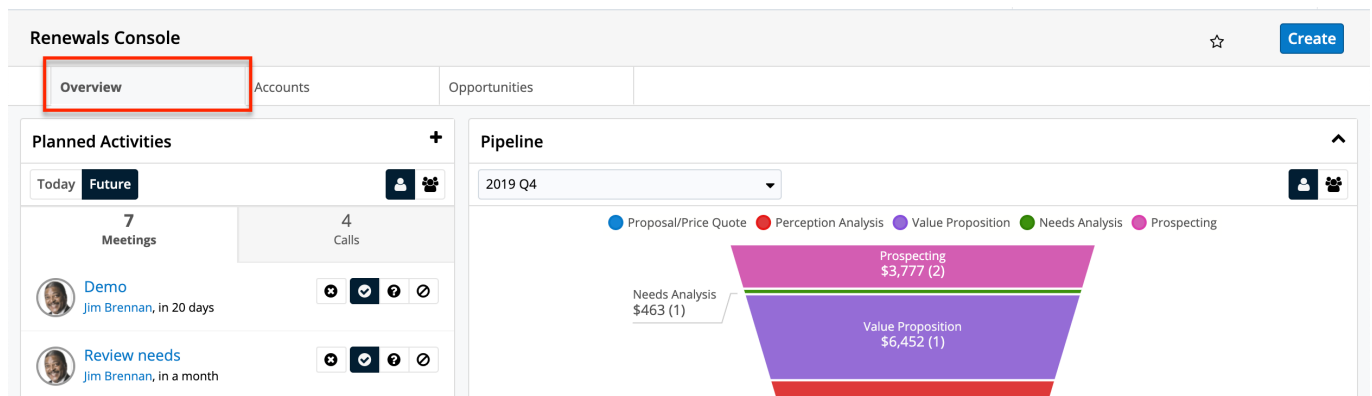 Renewals Console
Create
Overview
Accounts
Opportunities
Planned Activities
Pipeline
Today Future
2019 Q4
7
Meetings
4
Calls
Proposal/Price Quote Perception Analysis Value Proposition Needs Analysis Prospecting
Prospecting
$3,777 (2)
Needs Analysis
$463 (1)
Value Proposition
$6,452 (1)
Demo
Jim Brennan, in 20 days
Review needs
Jim Brennan, in a month